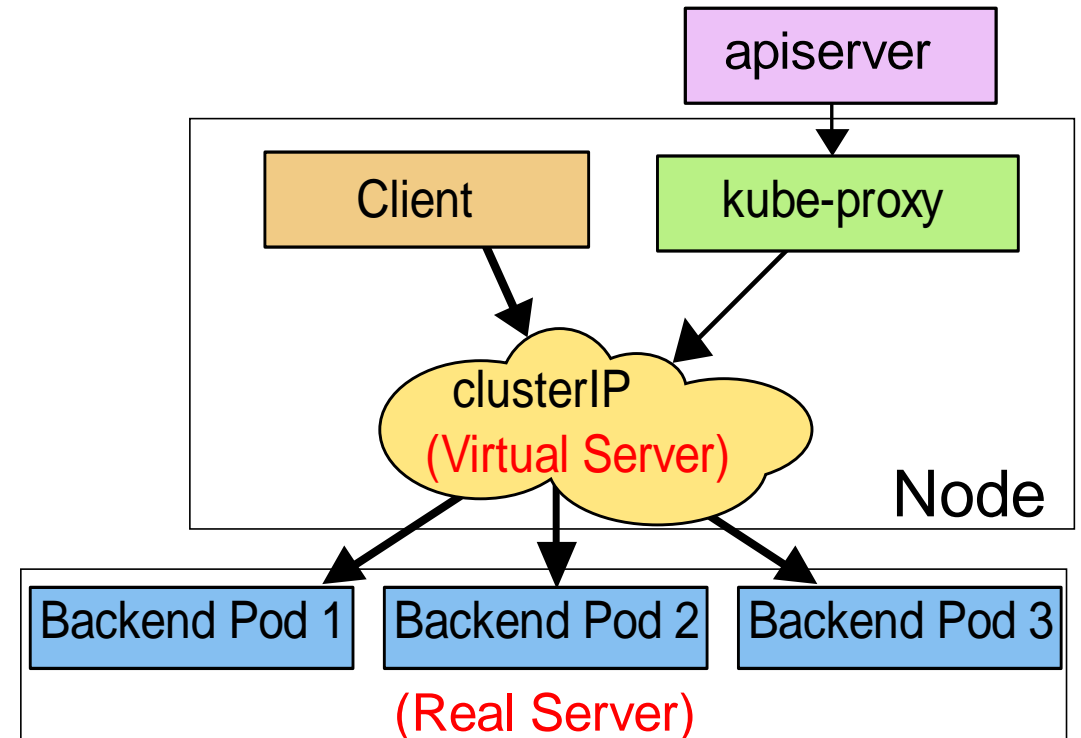 apiserver
Client
kube-proxy
clusterIP
(Virtual Server)
Node
Backend Pod 1
Backend Pod 2
Backend Pod 3
(Real Server)